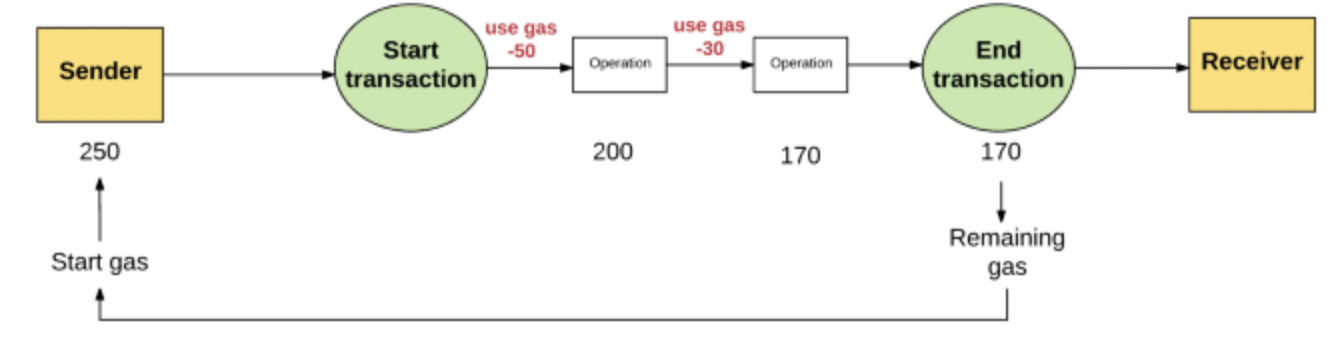 Sender
Start
transaction
use gas
-50
Operation
use gas
-30
Operation
End
transaction
Receiver
250
200
170
170
Start gas
Remaining
gas